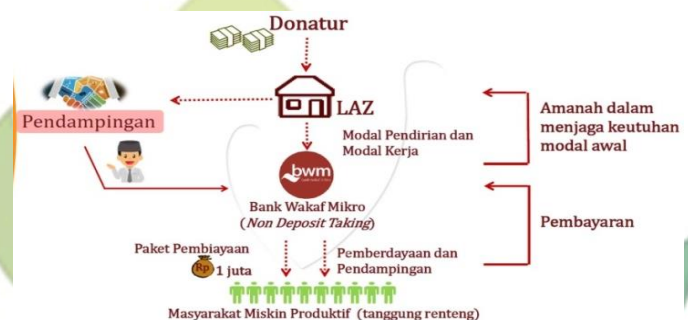 Donatur
LAZ
Pendampingan
Modal Pendirian dan
Modal Kerja
Amanah dalam
menjaga keutuhan
modal awal
bwm
Bank Wakaf Mikro
(Non Deposit Taking)
Pembayaran
Paket Pembiayaan
Rp 1 juta
Pemberdayaan dan
Pendampingan
Masyarakat Miskin Produktif (tanggung renteng)